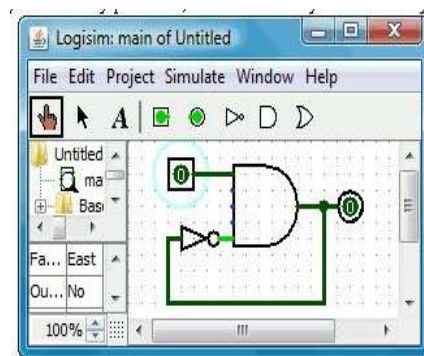 Logisim: main of Untitled
File Edit Project Simulate Window Help
A
Untitled
ma
Bas
0
0
Fa... East
Ou... No
100%